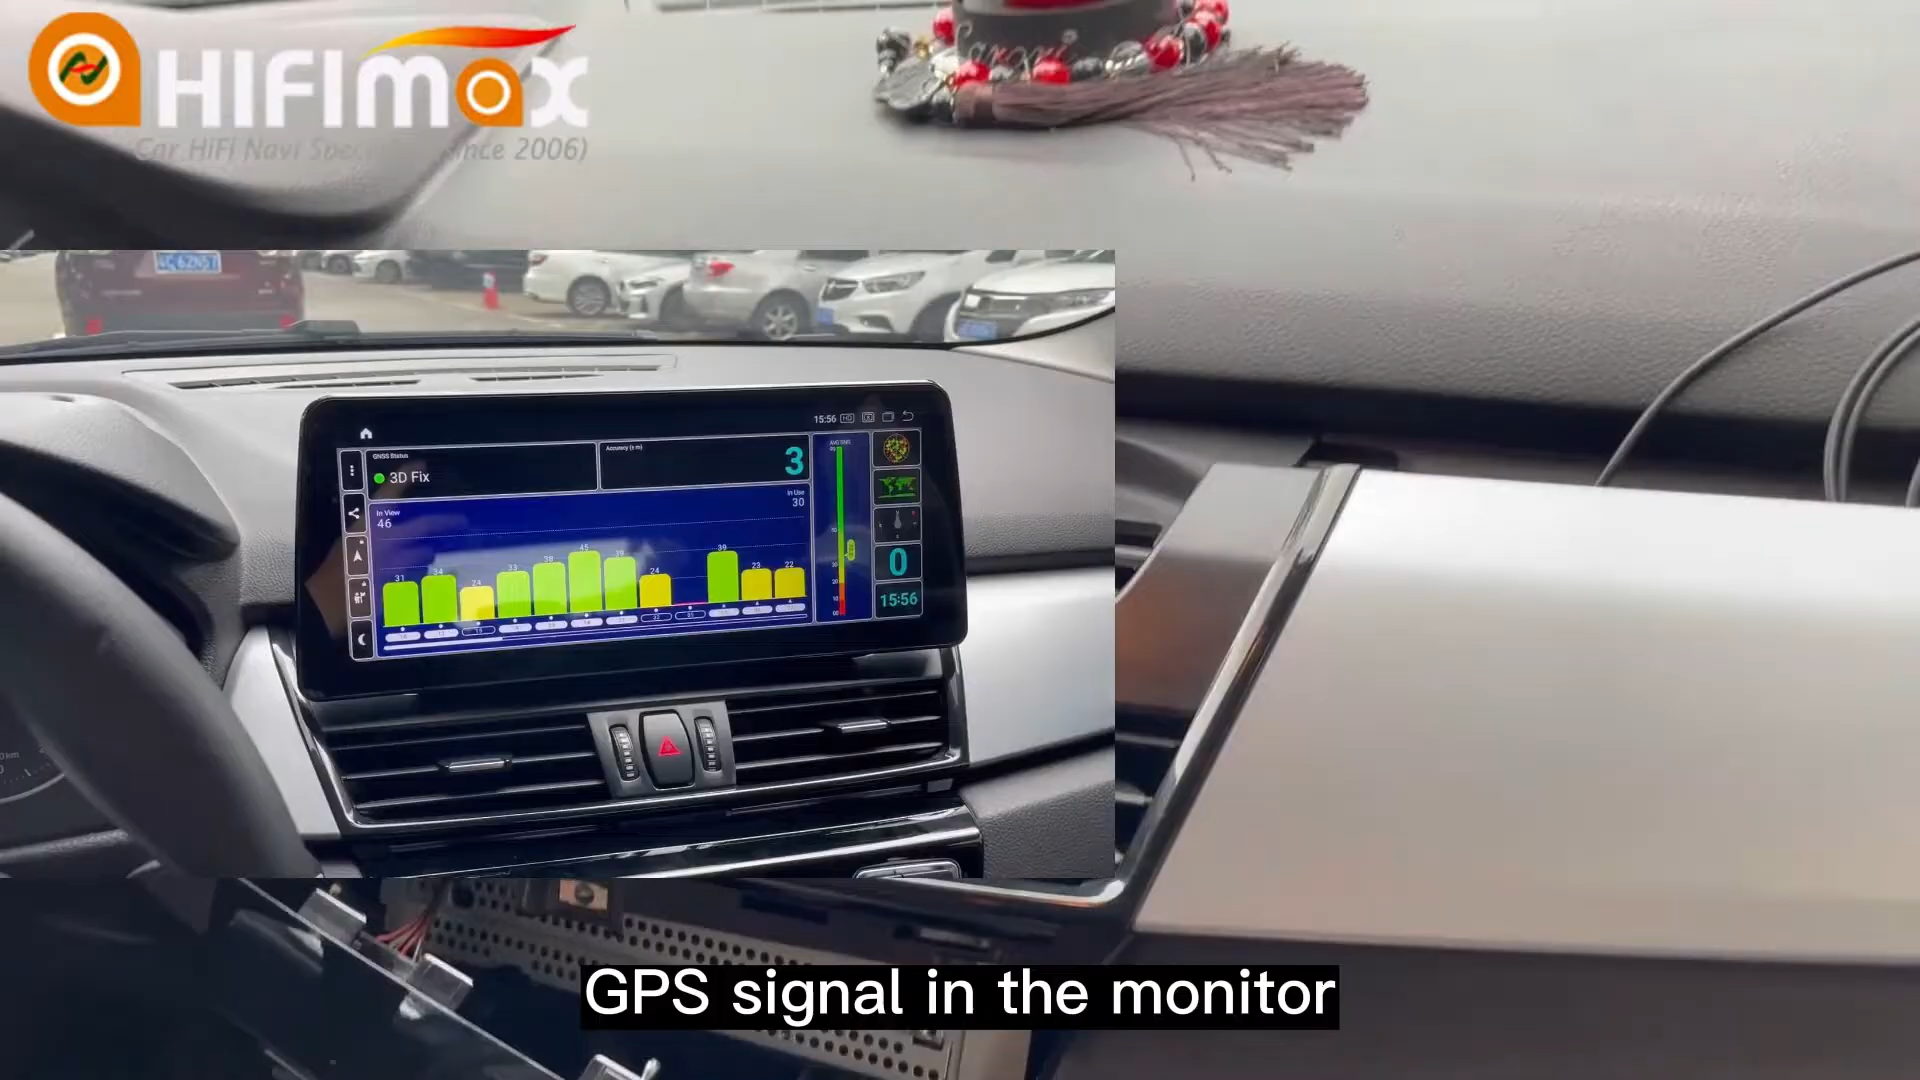 HIFIMAX
Car HiFi Navi
since 2006)
15:56
GNSS Status
3D Fix
Accuracy (± m)
3
In View
46
In Use
30
31
34
24
33
38
45
39
24
39
23
22
0
15:56
GPS signal in the monitor